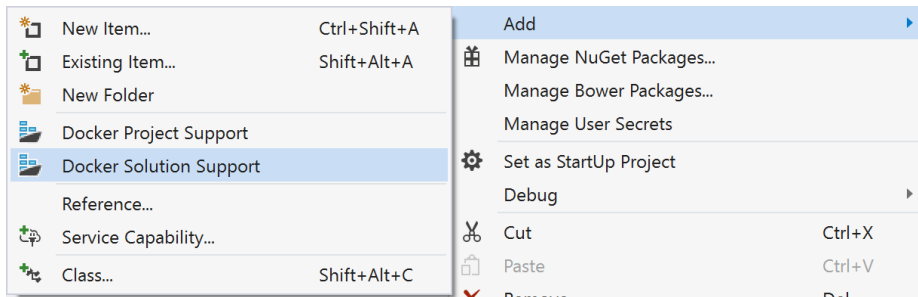 New Item... Ctrl+Shift+A
Existing Item... Shift+Alt+A
New Folder
Docker Project Support
Docker Solution Support
Reference...
Service Capability...
Class... Shift+Alt+C
Add
Manage NuGet Packages...
Manage Bower Packages...
Manage User Secrets
Set as StartUp Project
Debug
Cut Ctrl+X
Paste Ctrl+V
Remove Del